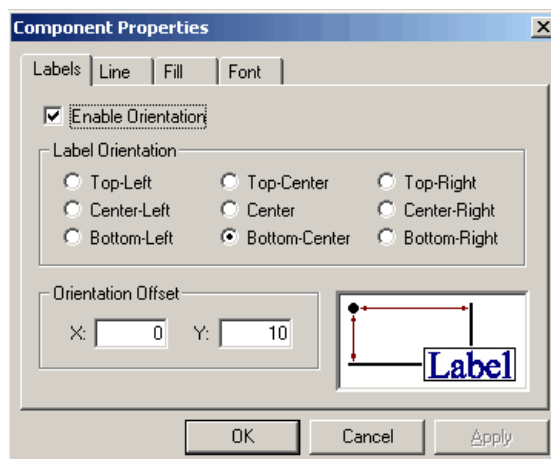 Component Properties
Labels Line Fill Font
Enable Orientation
Label Orientation
Top-Left Top-Center Top-Right
Center-Left Center Center-Right
Bottom-Left Bottom-Center Bottom-Right
Orientation Offset
X: 0 Y: 10
Label
OK Cancel Apply